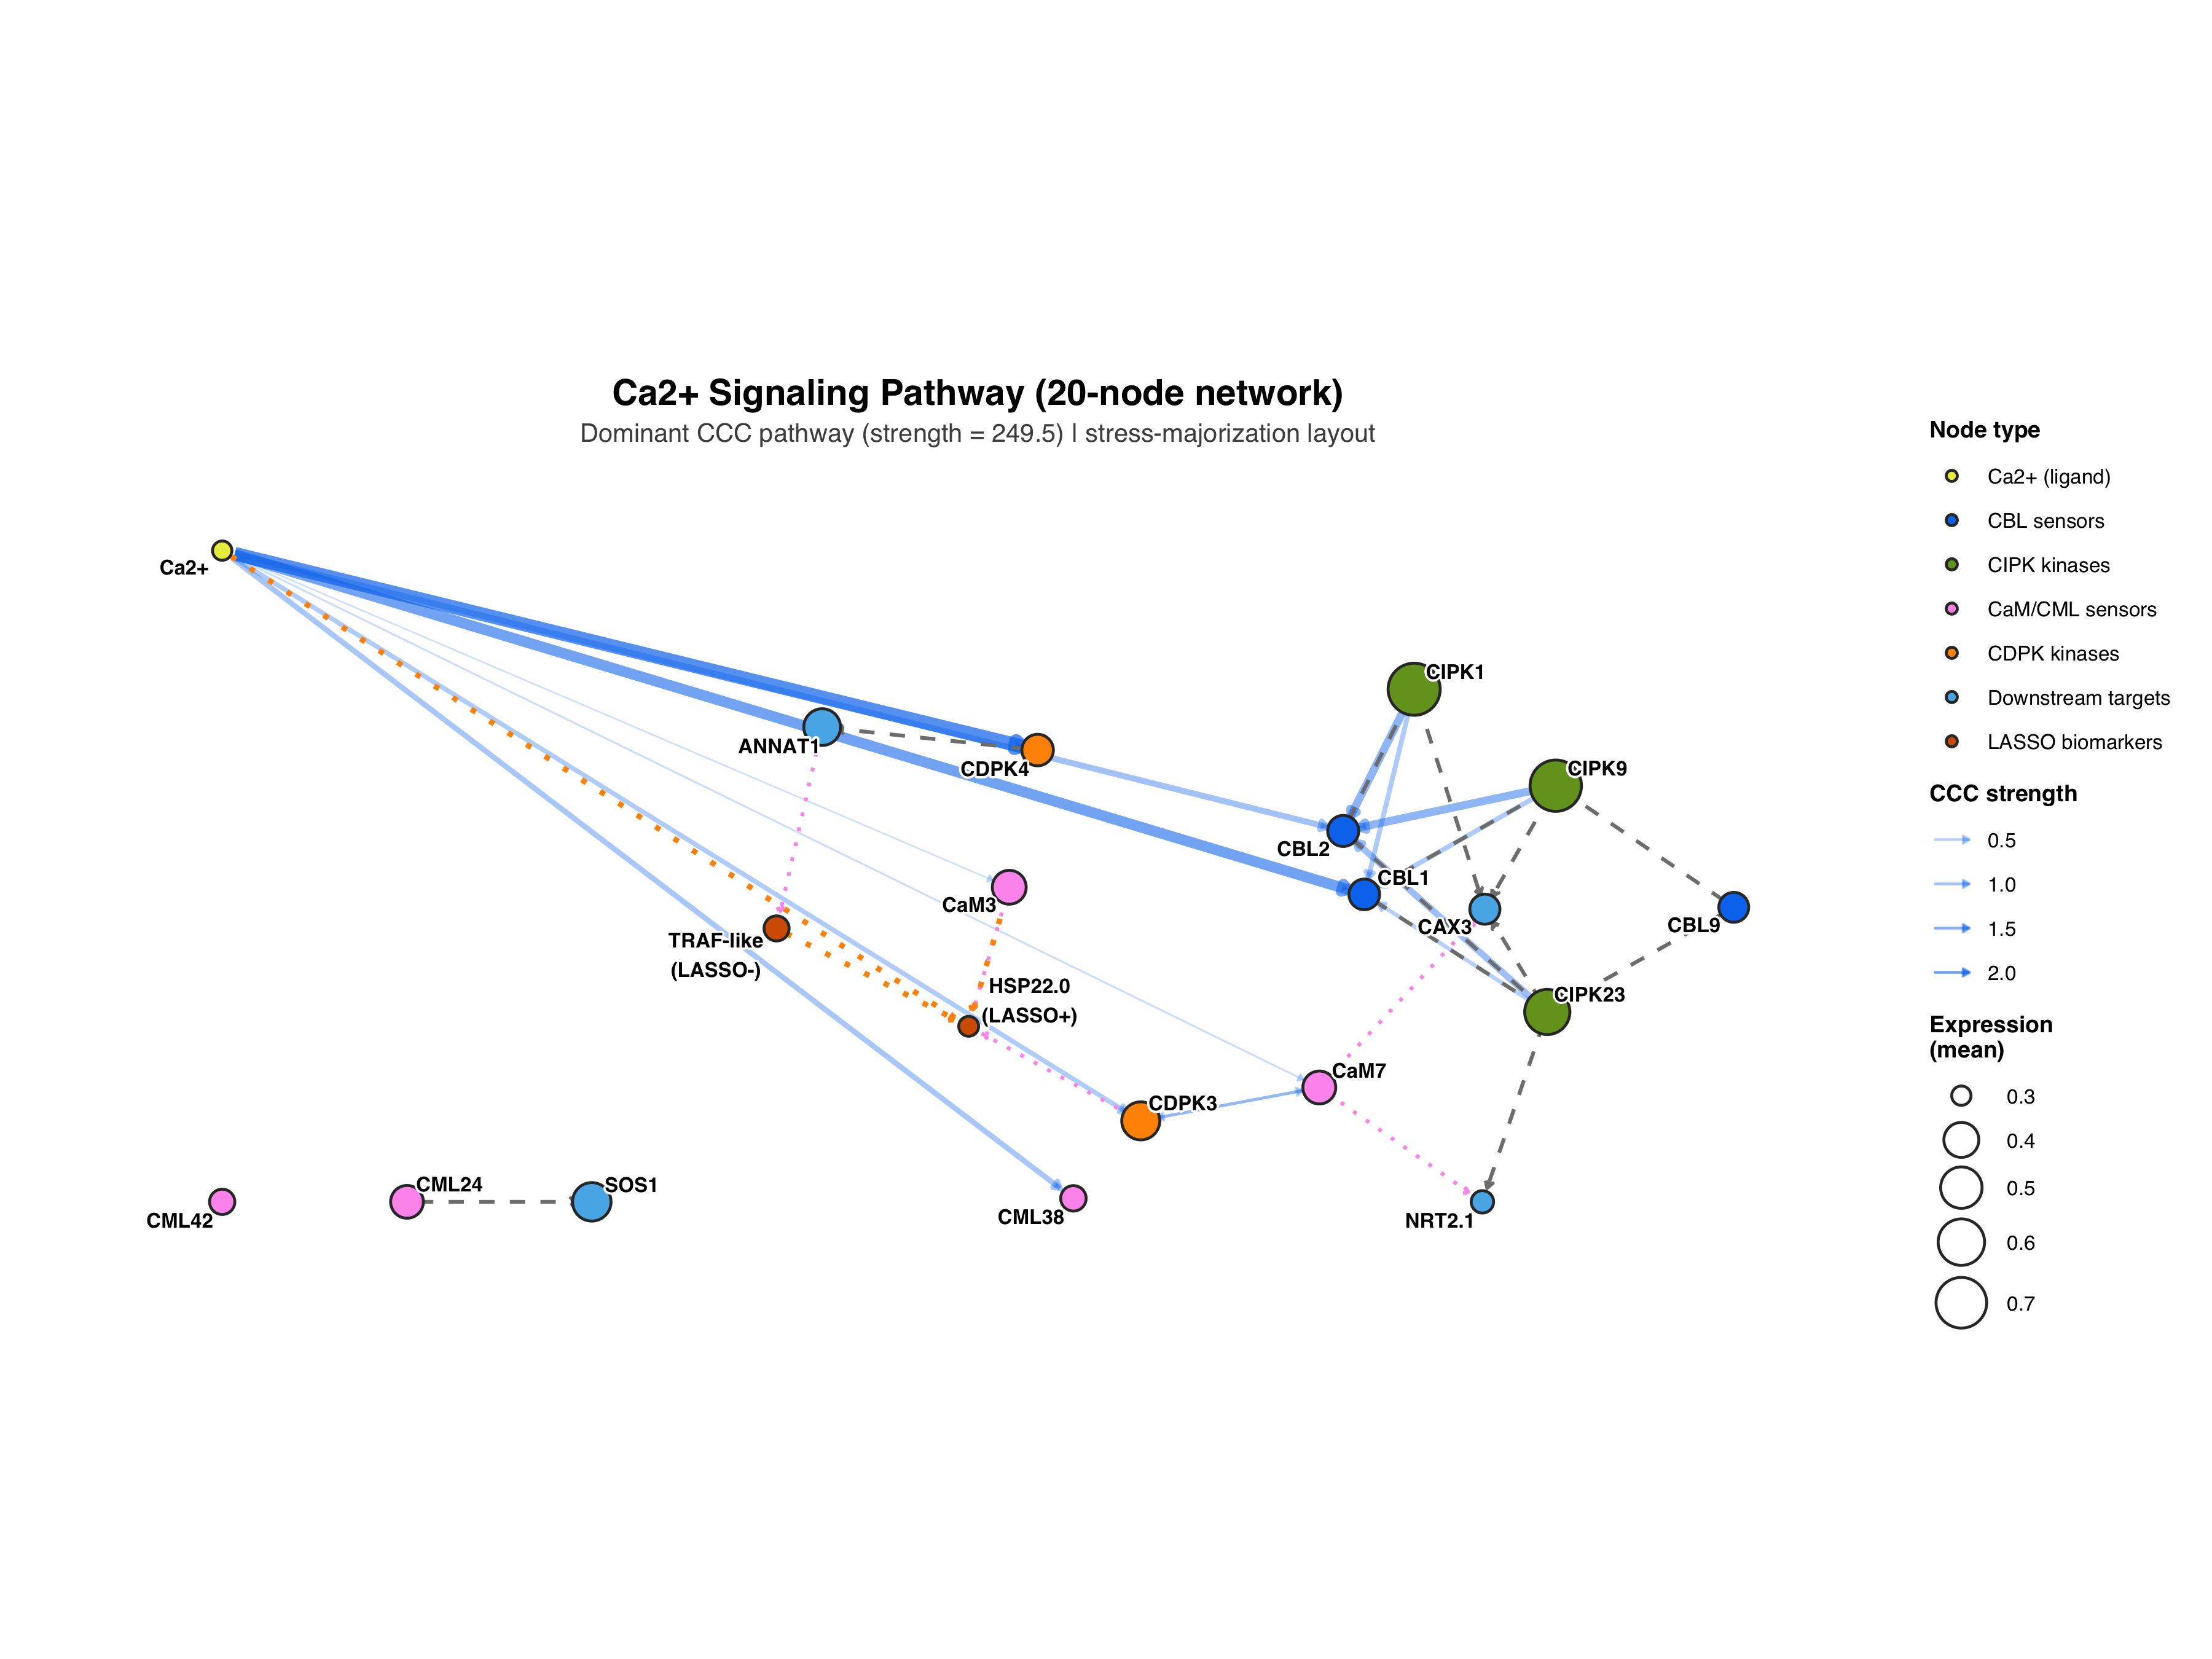 Ca2+ Signaling Pathway (20-node network)
Dominant CCC pathway (strength = 249.5) | stress-majorization layout
Ca2+
CIPK1
ANNAT1
CDPK4
CIPK9
CBL2
CBL1
CaM3
CAX3
CBL9
TRAF-like
(LASSO-)
HSP22.0
(LASSO+)
CIPK23
CaM7
CDPK3
CML42
CML24
SOS1
CML38
NRT2.1
Node type
Ca2+ (ligand)
CBL sensors
CIPK kinases
CaM/CML sensors
CDPK kinases
Downstream targets
LASSO biomarkers
CCC strength
0.5
1.0
1.5
2.0
Expression
(mean)
0.3
0.4
0.5
0.6
0.7